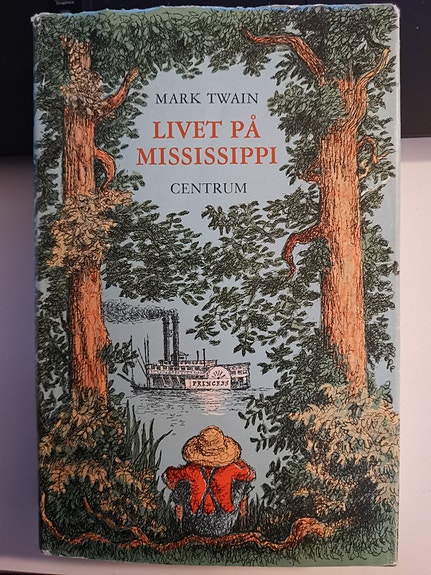 MARK TWAIN
LIVET PÅ
MISSISSIPPI
CENTRUM
PRINCESS